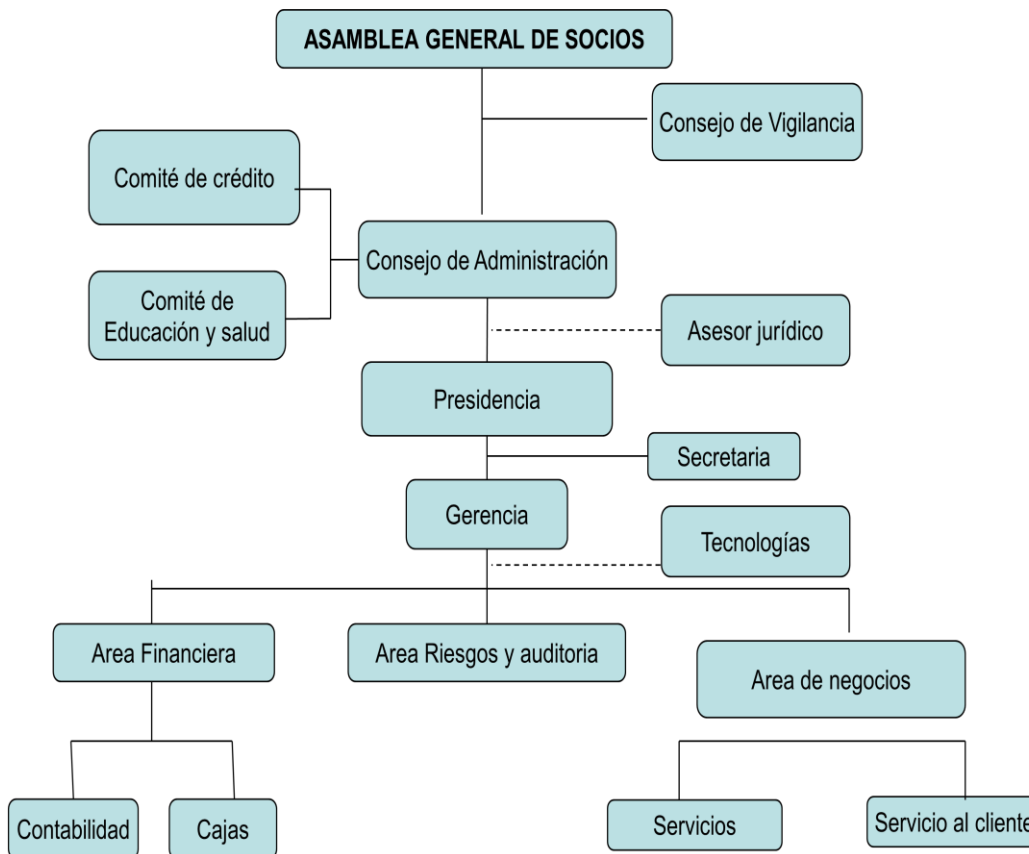 ASAMBLEA GENERAL DE SOCIOS
Consejo de Vigilancia
Comité de crédito
Consejo de Administración
Comité de
Educación y salud
Asesor jurídico
Presidencia
Secretaria
Gerencia
Tecnologías
Area Financiera
Area Riesgos y auditoria
Area de negocios
Contabilidad
Cajas
Servicios
Servicio al cliente